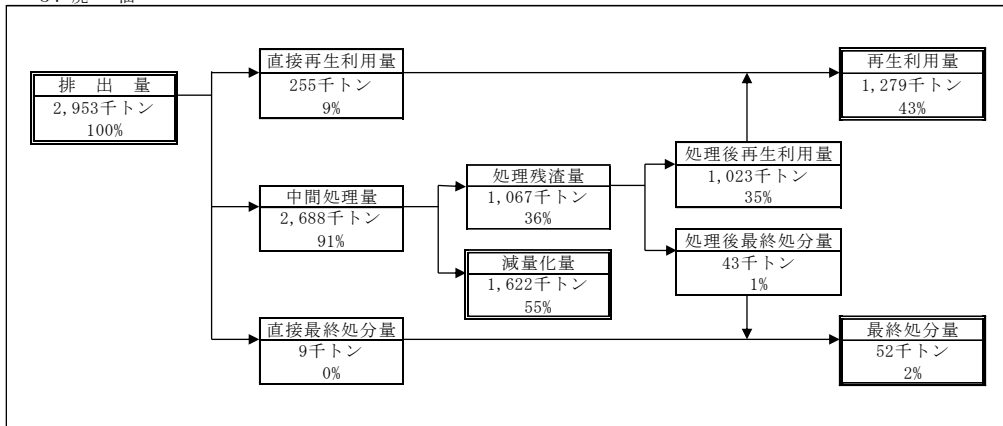 排 出 量
2,953千トン
100%
直接再生利用量
255千トン
9%
再生利用量
1,279千トン
43%
中間処理量
2,688千トン
91%
処理残渣量
1,067千トン
36%
処理後再生利用量
1,023千トン
35%
減量化量
1,622千トン
55%
処理後最終処分量
43千トン
1%
直接最終処分量
9千トン
0%
最終処分量
52千トン
2%